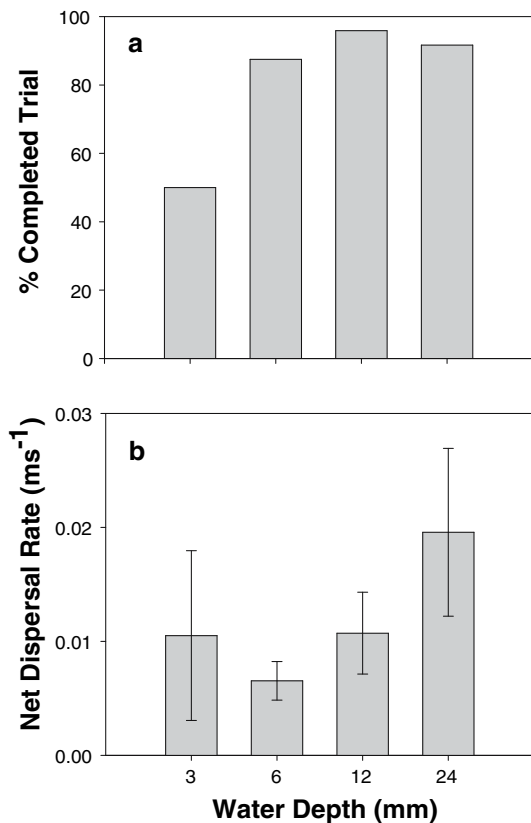 100
a
80
60
40
20
0
% Completed Trial
0.03
b
0.02
0.01
0.00
Net Dispersal Rate (ms⁻¹)
3 6 12 24
Water Depth (mm)